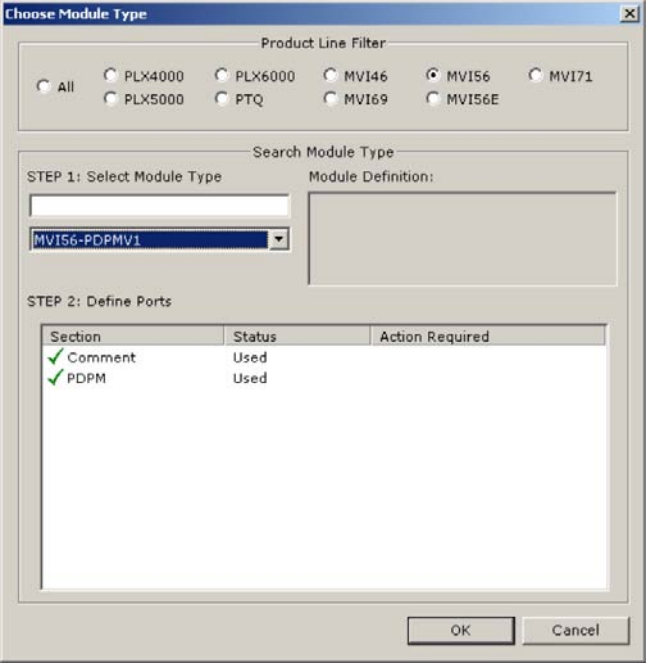 Choose Module Type
Product Line Filter
All
PLX4000 PLX6000 MVI46 MVI56 MVI71
PLX5000 PTQ MVI69 MVI56E
Search Module Type
STEP 1: Select Module Type Module Definition:
MVI56-PDPMV1
STEP 2: Define Ports
Section Status Action Required
Comment Used
PDPM Used
OK Cancel